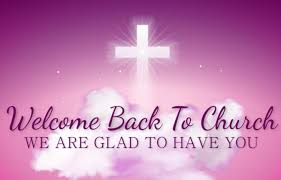 Welcome Back To Church
WE ARE GLAD TO HAVE YOU